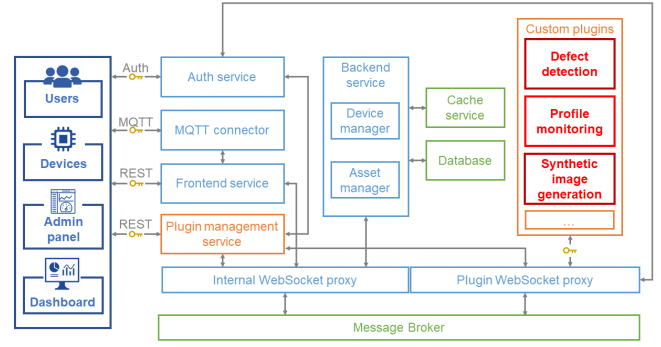 Users
Devices
Admin
panel
Dashboard
Auth
MQTT
REST
REST
Auth service
MQTT connector
Frontend service
Plugin management
service
Backend
service
Device
manager
Asset
manager
Cache
service
Database
Custom plugins
Defect
detection
Profile
monitoring
Synthetic
image
generation
...
Internal WebSocket proxy
Plugin WebSocket proxy
Message Broker